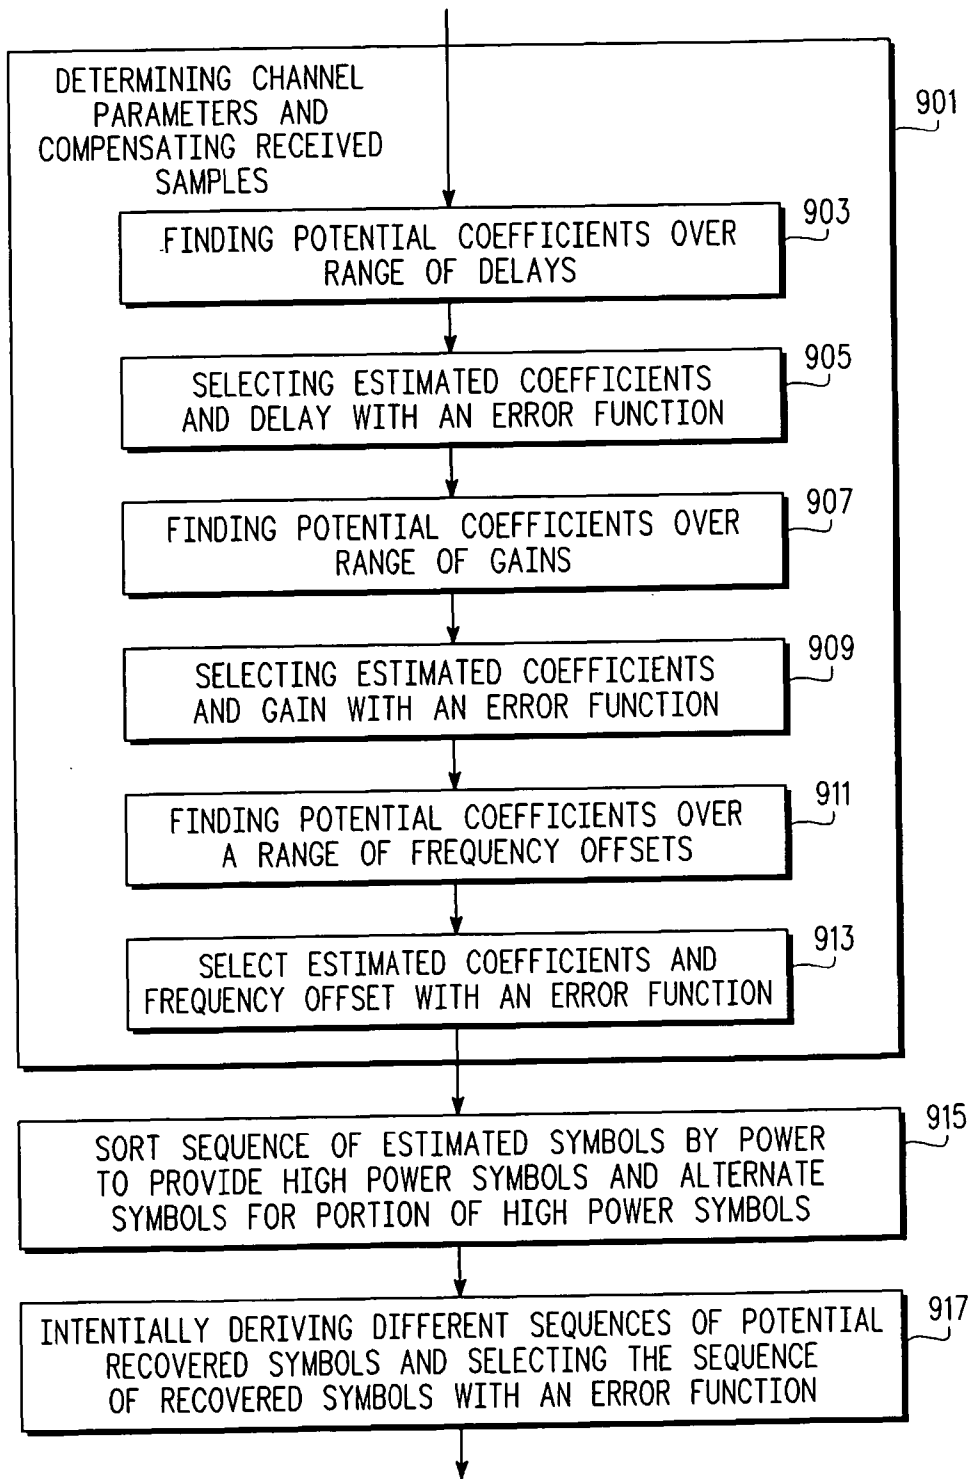 DETERMINING CHANNEL
PARAMETERS AND
COMPENSATING RECEIVED
SAMPLES
901
FINDING POTENTIAL COEFFICIENTS OVER
RANGE OF DELAYS
903
SELECTING ESTIMATED COEFFICIENTS
AND DELAY WITH AN ERROR FUNCTION
905
FINDING POTENTIAL COEFFICIENTS OVER
RANGE OF GAINS
907
SELECTING ESTIMATED COEFFICIENTS
AND GAIN WITH AN ERROR FUNCTION
909
FINDING POTENTIAL COEFFICIENTS OVER
A RANGE OF FREQUENCY OFFSETS
911
SELECT ESTIMATED COEFFICIENTS AND
FREQUENCY OFFSET WITH AN ERROR FUNCTION
913
SORT SEQUENCE OF ESTIMATED SYMBOLS BY POWER
TO PROVIDE HIGH POWER SYMBOLS AND ALTERNATE
SYMBOLS FOR PORTION OF HIGH POWER SYMBOLS
915
INTENTIALLY DERIVING DIFFERENT SEQUENCES OF POTENTIAL
RECOVERED SYMBOLS AND SELECTING THE SEQUENCE
OF RECOVERED SYMBOLS WITH AN ERROR FUNCTION
917